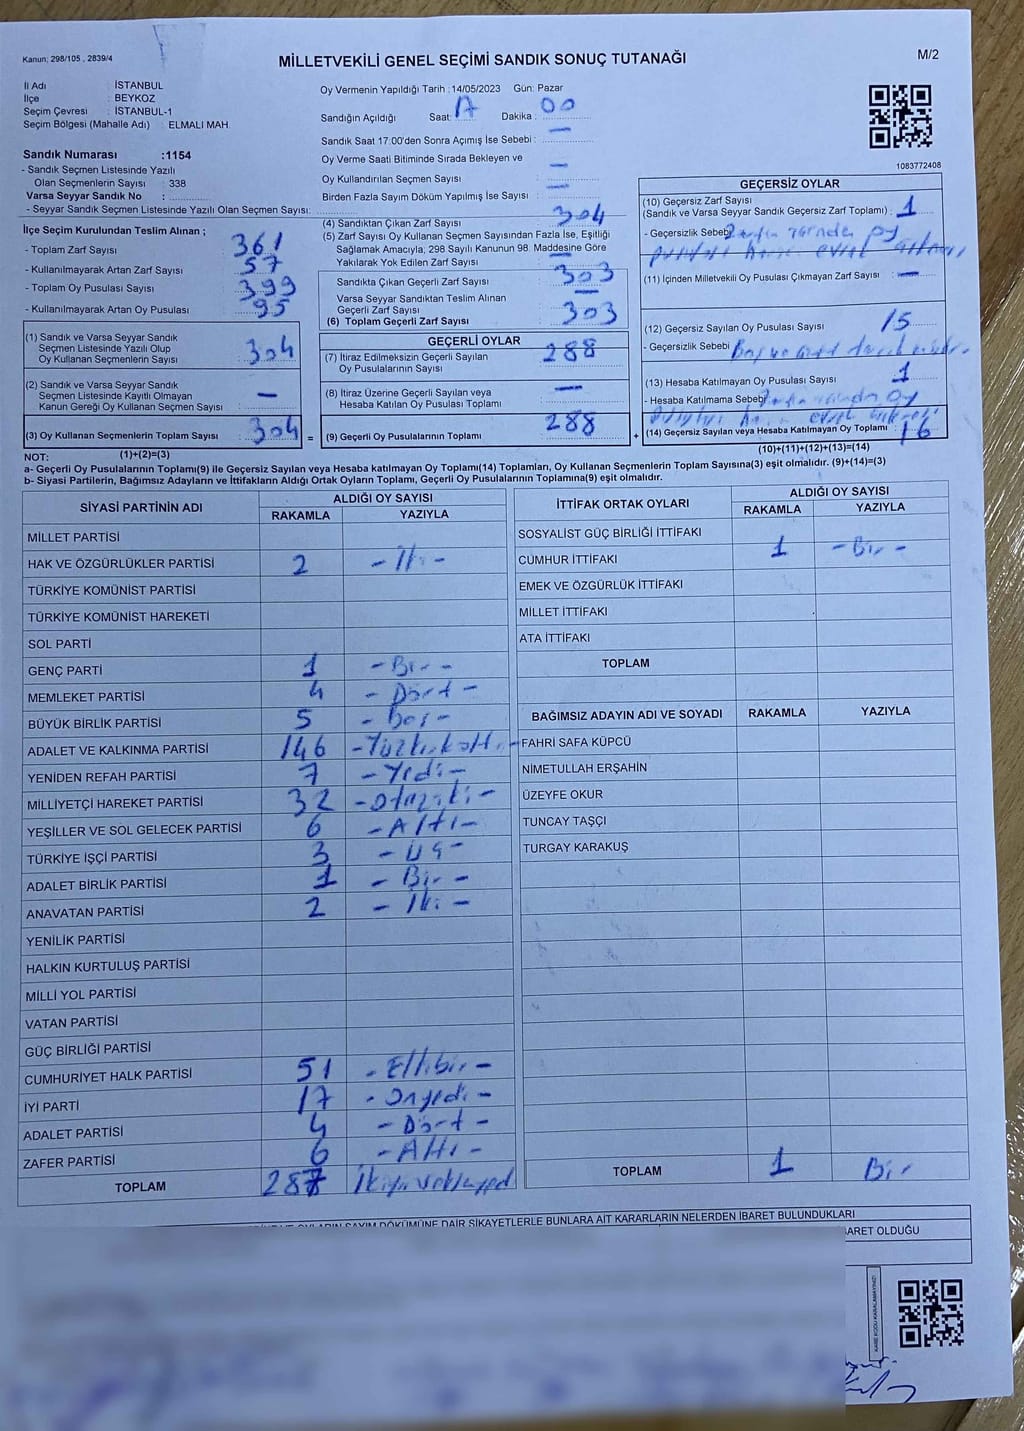 Kanun; 298/105 , 2839/4
MİLLETVEKİLİ GENEL SEÇİMİ SANDIK SONUÇ TUTANAĞI
M/2
İl Adı : İSTANBUL
İlçe : BEYKOZ
Seçim Çevresi : İSTANBUL-1
Seçim Bölgesi (Mahalle Adı) : ELMALI MAH.
Sandık Numarası :1154
- Sandık Seçmen Listesinde Yazılı
Olan Seçmenlerin Sayısı : 338
Varsa Seyyar Sandık No :
- Seyyar Sandık Seçmen Listesinde Yazılı Olan Seçmen Sayısı:
Oy Vermenin Yapıldığı Tarih :14/05/2023 Gün: Pazar
Sandığın Açıldığı Saat: 17 Dakika : 00
Sandık Saat 17:00'den Sonra Açımış İse Sebebi : —
Oy Verme Saati Bitiminde Sırada Bekleyen ve
Oy Kullandırılan Seçmen Sayısı : —
Birden Fazla Sayım Döküm Yapılmış İse Sayısı : —
1083772408
İlçe Seçim Kurulundan Teslim Alınan ;
- Toplam Zarf Sayısı : 361
- Kullanılmayarak Artan Zarf Sayısı : 57
- Toplam Oy Pusulası Sayısı : 399
- Kullanılmayarak Artan Oy Pusulası : 95
(1) Sandık ve Varsa Seyyar Sandık
Seçmen Listesinde Yazılı Olup
Oy Kullanan Seçmenlerin Sayısı : 304
(2) Sandık ve Varsa Seyyar Sandık
Seçmen Listesinde Kayıtlı Olmayan
Kanun Gereği Oy Kullanan Seçmen Sayısı : —
(3) Oy Kullanan Seçmenlerin Toplam Sayısı : 304 =
(1)+(2)=(3)
(4) Sandıktan Çıkan Zarf Sayısı : 304
(5) Zarf Sayısı Oy Kullanan Seçmen Sayısından Fazla İse, Eşitliği
Sağlamak Amacıyla, 298 Sayılı Kanunun 98. Maddesine Göre
Yakılarak Yok Edilen Zarf Sayısı : —
Sandıkta Çıkan Geçerli Zarf Sayısı : 303
Varsa Seyyar Sandıktan Teslim Alınan
Geçerli Zarf Sayısı : —
(6) Toplam Geçerli Zarf Sayısı : 303
GEÇERLİ OYLAR
(7) İtiraz Edilmeksizin Geçerli Sayılan
Oy Pusulalarının Sayısı : 288
(8) İtiraz Üzerine Geçerli Sayılan veya
Hesaba Katılan Oy Pusulası Toplamı : —
(9) Geçerli Oy Pusulalarının Toplamı : 288 +
GEÇERSİZ OYLAR
(10) Geçersiz Zarf Sayısı
(Sandık ve Varsa Seyyar Sandık Geçersiz Zarf Toplamı) : 1
- Geçersizlik Sebebi oy
(11) İçinden Milletvekili Oy Pusulası Çıkmayan Zarf Sayısı : —
(12) Geçersiz Sayılan Oy Pusulası Sayısı : 15
- Geçersizlik Sebebi
(13) Hesaba Katılmayan Oy Pusulası Sayısı : 1
- Hesaba Katılmama Sebebi oy
(14) Geçersiz Sayılan veya Hesaba Katılmayan Oy Toplamı : 16
(10)+(11)+(12)+(13)=(14)
NOT:
a- Geçerli Oy Pusulalarının Toplamı(9) ile Geçersiz Sayılan veya Hesaba katılmayan Oy Toplamı(14) Toplamları, Oy Kullanan Seçmenlerin Toplam Sayısına(3) eşit olmalıdır. (9)+(14)=(3)
b- Siyasi Partilerin, Bağımsız Adayların ve İttifakların Aldığı Ortak Oyların Toplamı, Geçerli Oy Pusulalarının Toplamına(9) eşit olmalıdır.
SİYASİ PARTİNİN ADI ALDIĞI OY SAYISI
RAKAMLA YAZIYLA
MİLLET PARTİSİ
HAK VE ÖZGÜRLÜKLER PARTİSİ 2 - İki -
TÜRKİYE KOMÜNİST PARTİSİ
TÜRKİYE KOMÜNİST HAREKETİ
SOL PARTİ
GENÇ PARTİ 1 - Bir -
MEMLEKET PARTİSİ 4 - Dört -
BÜYÜK BİRLİK PARTİSİ 5 - Beş -
ADALET VE KALKINMA PARTİSİ 146 - Yüzkırkaltı -
YENİDEN REFAH PARTİSİ 7 - Yedi -
MİLLİYETÇİ HAREKET PARTİSİ 32 - Otuziki -
YEŞİLLER VE SOL GELECEK PARTİSİ 6 - Altı -
TÜRKİYE İŞÇİ PARTİSİ 3 - Üç -
ADALET BİRLİK PARTİSİ 1 - Bir -
ANAVATAN PARTİSİ 2 - İki -
YENİLİK PARTİSİ
HALKIN KURTULUŞ PARTİSİ
MİLLİ YOL PARTİSİ
VATAN PARTİSİ
GÜÇ BİRLİĞİ PARTİSİ
CUMHURİYET HALK PARTİSİ 51 - Ellibir -
İYİ PARTİ 17 - Onyedi -
ADALET PARTİSİ 4 - Dört -
ZAFER PARTİSİ 6 - Altı -
TOPLAM 287
İTTİFAK ORTAK OYLARI ALDIĞI OY SAYISI
RAKAMLA YAZIYLA
SOSYALİST GÜÇ BİRLİĞİ İTTİFAKI
CUMHUR İTTİFAKI 1 - Bir -
EMEK VE ÖZGÜRLÜK İTTİFAKI
MİLLET İTTİFAKI
ATA İTTİFAKI
TOPLAM
BAĞIMSIZ ADAYIN ADI VE SOYADI RAKAMLA YAZIYLA
FAHRİ SAFA KÜPCÜ
NİMETULLAH ERŞAHİN
ÜZEYFE OKUR
TUNCAY TAŞÇI
TURGAY KARAKUŞ
TOPLAM 1 Bir
OYLARIN SAYIM DÖKÜMÜNE DAİR ŞİKAYETLERLE BUNLARA AİT KARARLARIN NELERDEN İBARET BULUNDUKLARI
BARET OLDUĞU
KARE KODU KARALAMAYINIZ!